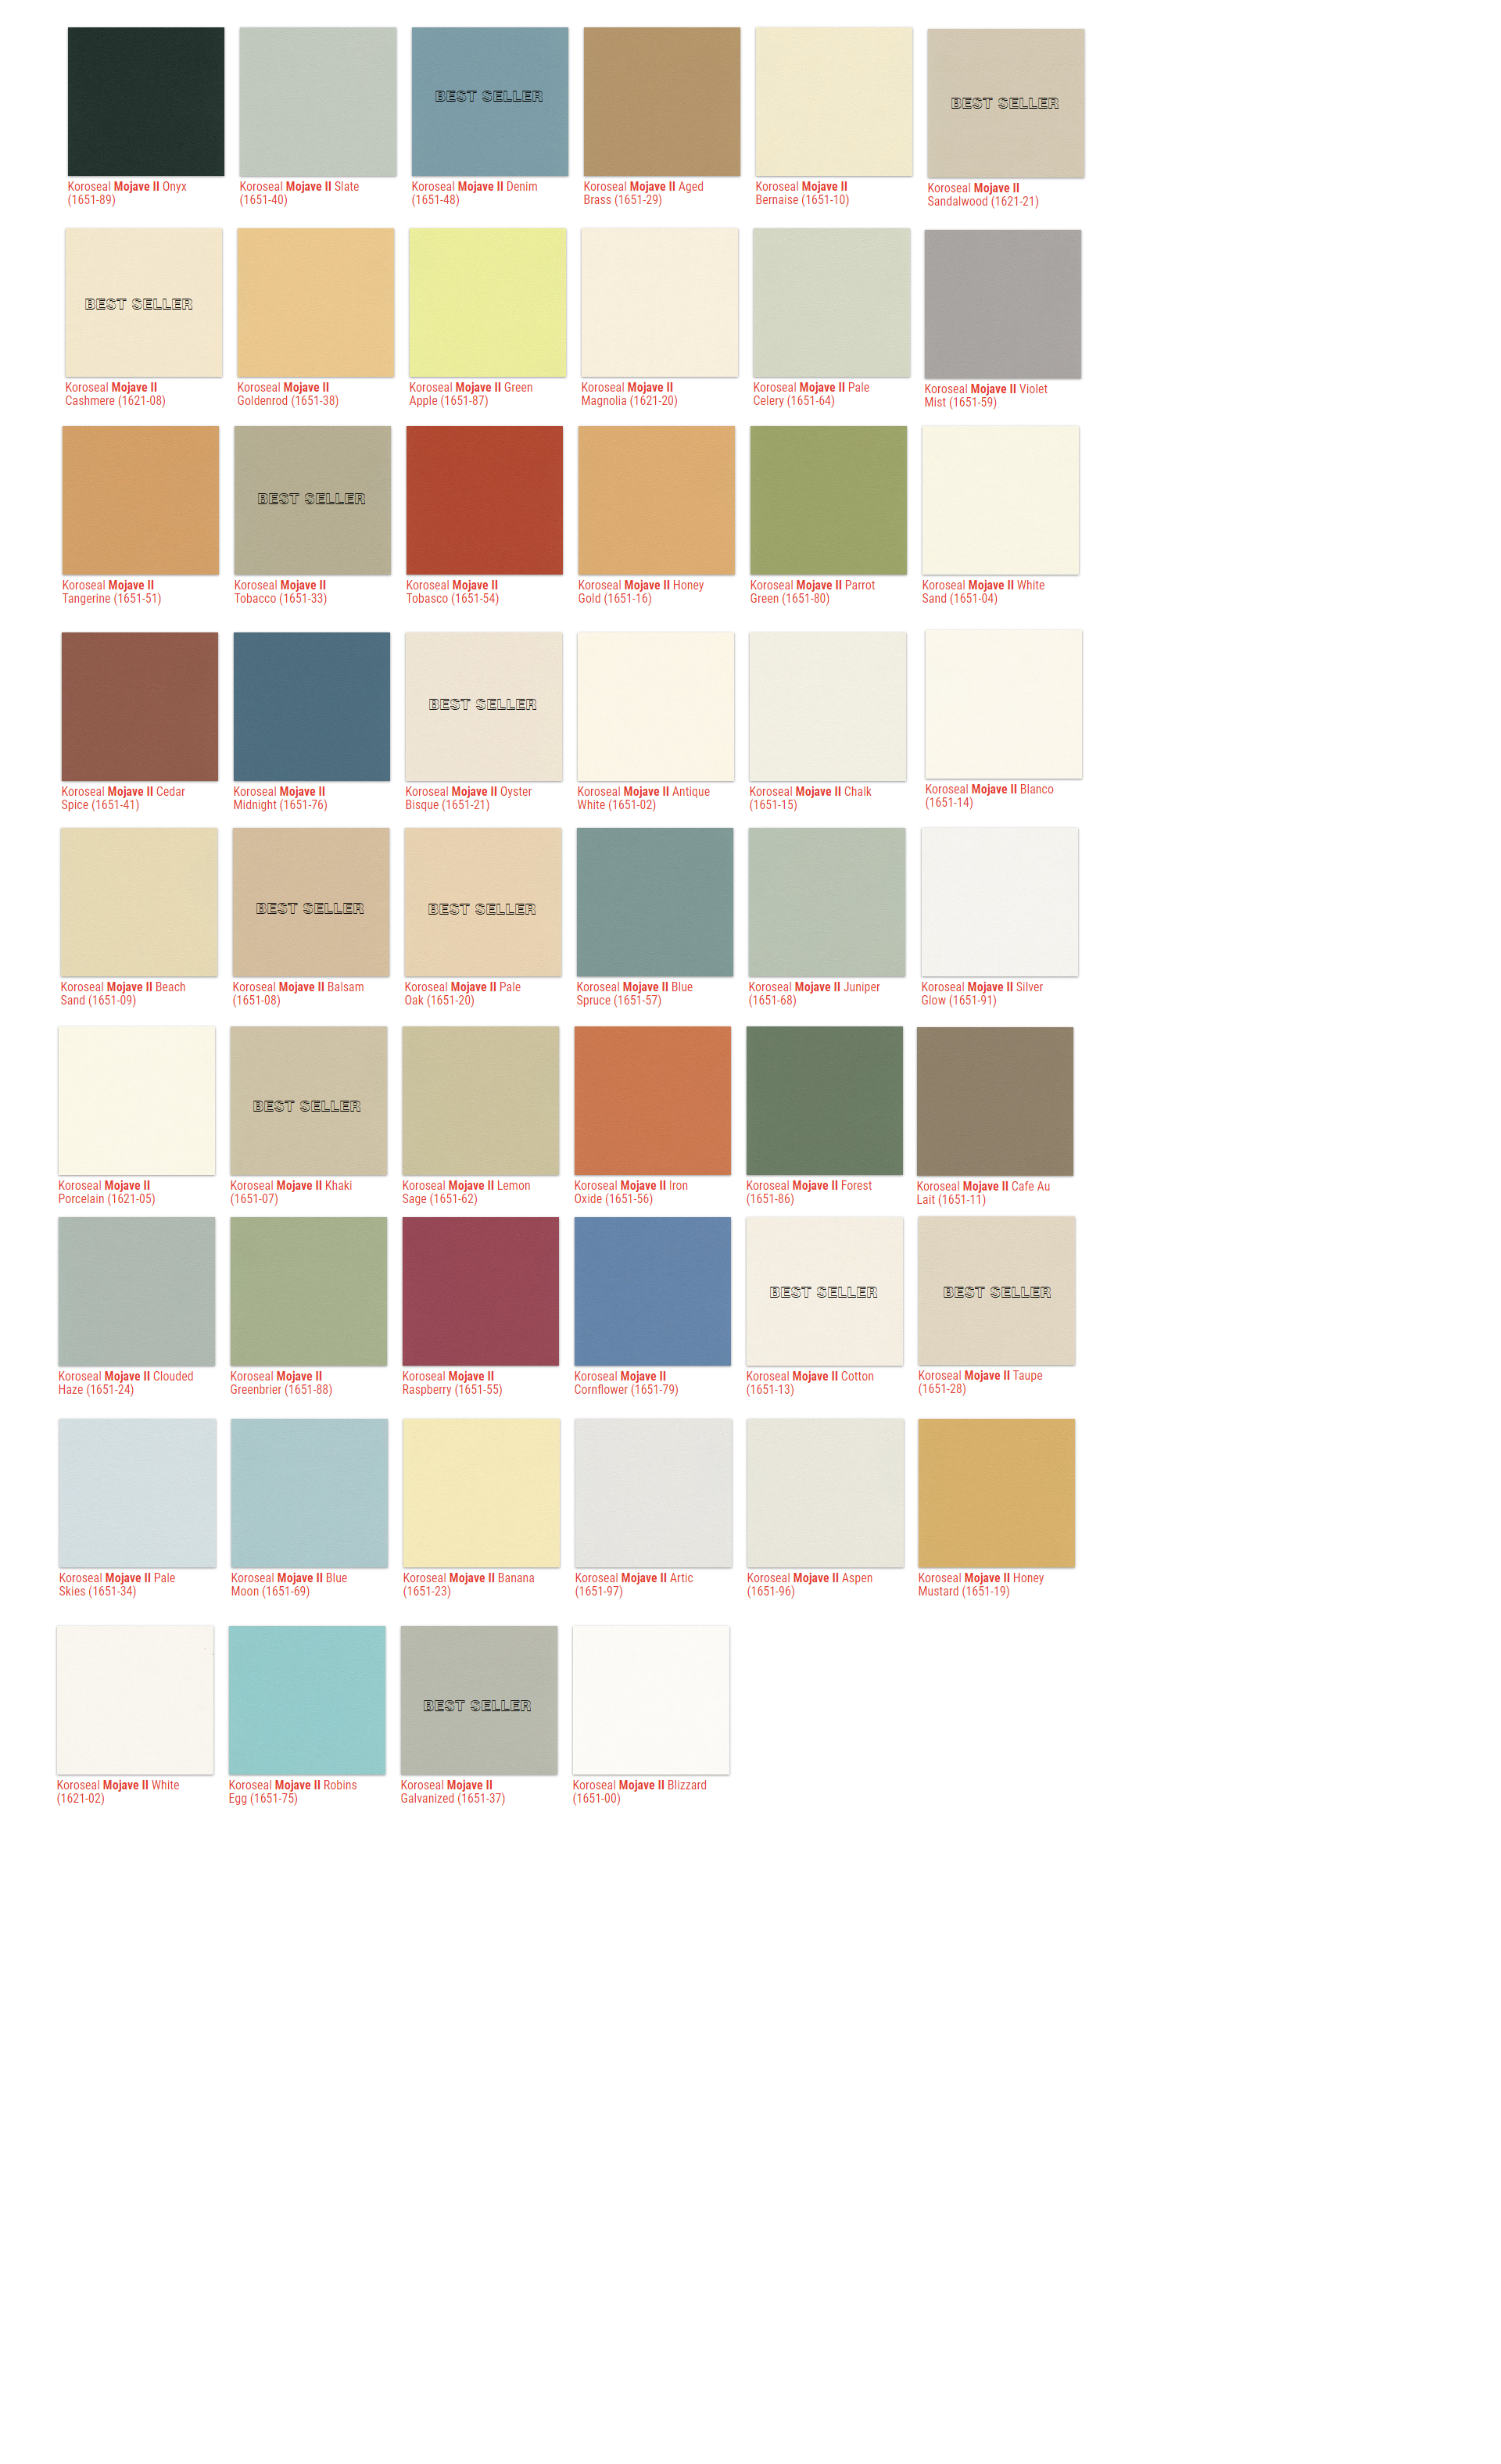 BEST SELLER
BEST SELLER
Koroseal Mojave II Onyx
(1651-89)
Koroseal Mojave II Slate
(1651-40)
Koroseal Mojave II Denim
(1651-48)
Koroseal Mojave II Aged
Brass (1651-29)
Koroseal Mojave II
Bernaise (1651-10)
Koroseal Mojave II
Sandalwood (1621-21)
BEST SELLER
Koroseal Mojave II
Cashmere (1621-08)
Koroseal Mojave II
Goldenrod (1651-38)
Koroseal Mojave II Green
Apple (1651-87)
Koroseal Mojave II
Magnolia (1621-20)
Koroseal Mojave II Pale
Celery (1651-64)
Koroseal Mojave II Violet
Mist (1651-59)
BEST SELLER
Koroseal Mojave II
Tangerine (1651-51)
Koroseal Mojave II
Tobacco (1651-33)
Koroseal Mojave II
Tobasco (1651-54)
Koroseal Mojave II Honey
Gold (1651-16)
Koroseal Mojave II Parrot
Green (1651-80)
Koroseal Mojave II White
Sand (1651-04)
BEST SELLER
Koroseal Mojave II Cedar
Spice (1651-41)
Koroseal Mojave II
Midnight (1651-76)
Koroseal Mojave II Oyster
Bisque (1651-21)
Koroseal Mojave II Antique
White (1651-02)
Koroseal Mojave II Chalk
(1651-15)
Koroseal Mojave II Blanco
(1651-14)
BEST SELLER
BEST SELLER
Koroseal Mojave II Beach
Sand (1651-09)
Koroseal Mojave II Balsam
(1651-08)
Koroseal Mojave II Pale
Oak (1651-20)
Koroseal Mojave II Blue
Spruce (1651-57)
Koroseal Mojave II Juniper
(1651-68)
Koroseal Mojave II Silver
Glow (1651-91)
BEST SELLER
Koroseal Mojave II
Porcelain (1621-05)
Koroseal Mojave II Khaki
(1651-07)
Koroseal Mojave II Lemon
Sage (1651-62)
Koroseal Mojave II Iron
Oxide (1651-56)
Koroseal Mojave II Forest
(1651-86)
Koroseal Mojave II Cafe Au
Lait (1651-11)
BEST SELLER
BEST SELLER
Koroseal Mojave II Clouded
Haze (1651-24)
Koroseal Mojave II
Greenbrier (1651-88)
Koroseal Mojave II
Raspberry (1651-55)
Koroseal Mojave II
Cornflower (1651-79)
Koroseal Mojave II Cotton
(1651-13)
Koroseal Mojave II Taupe
(1651-28)
Koroseal Mojave II Pale
Skies (1651-34)
Koroseal Mojave II Blue
Moon (1651-69)
Koroseal Mojave II Banana
(1651-23)
Koroseal Mojave II Artic
(1651-97)
Koroseal Mojave II Aspen
(1651-96)
Koroseal Mojave II Honey
Mustard (1651-19)
BEST SELLER
Koroseal Mojave II White
(1621-02)
Koroseal Mojave II Robins
Egg (1651-75)
Koroseal Mojave II
Galvanized (1651-37)
Koroseal Mojave II Blizzard
(1651-00)